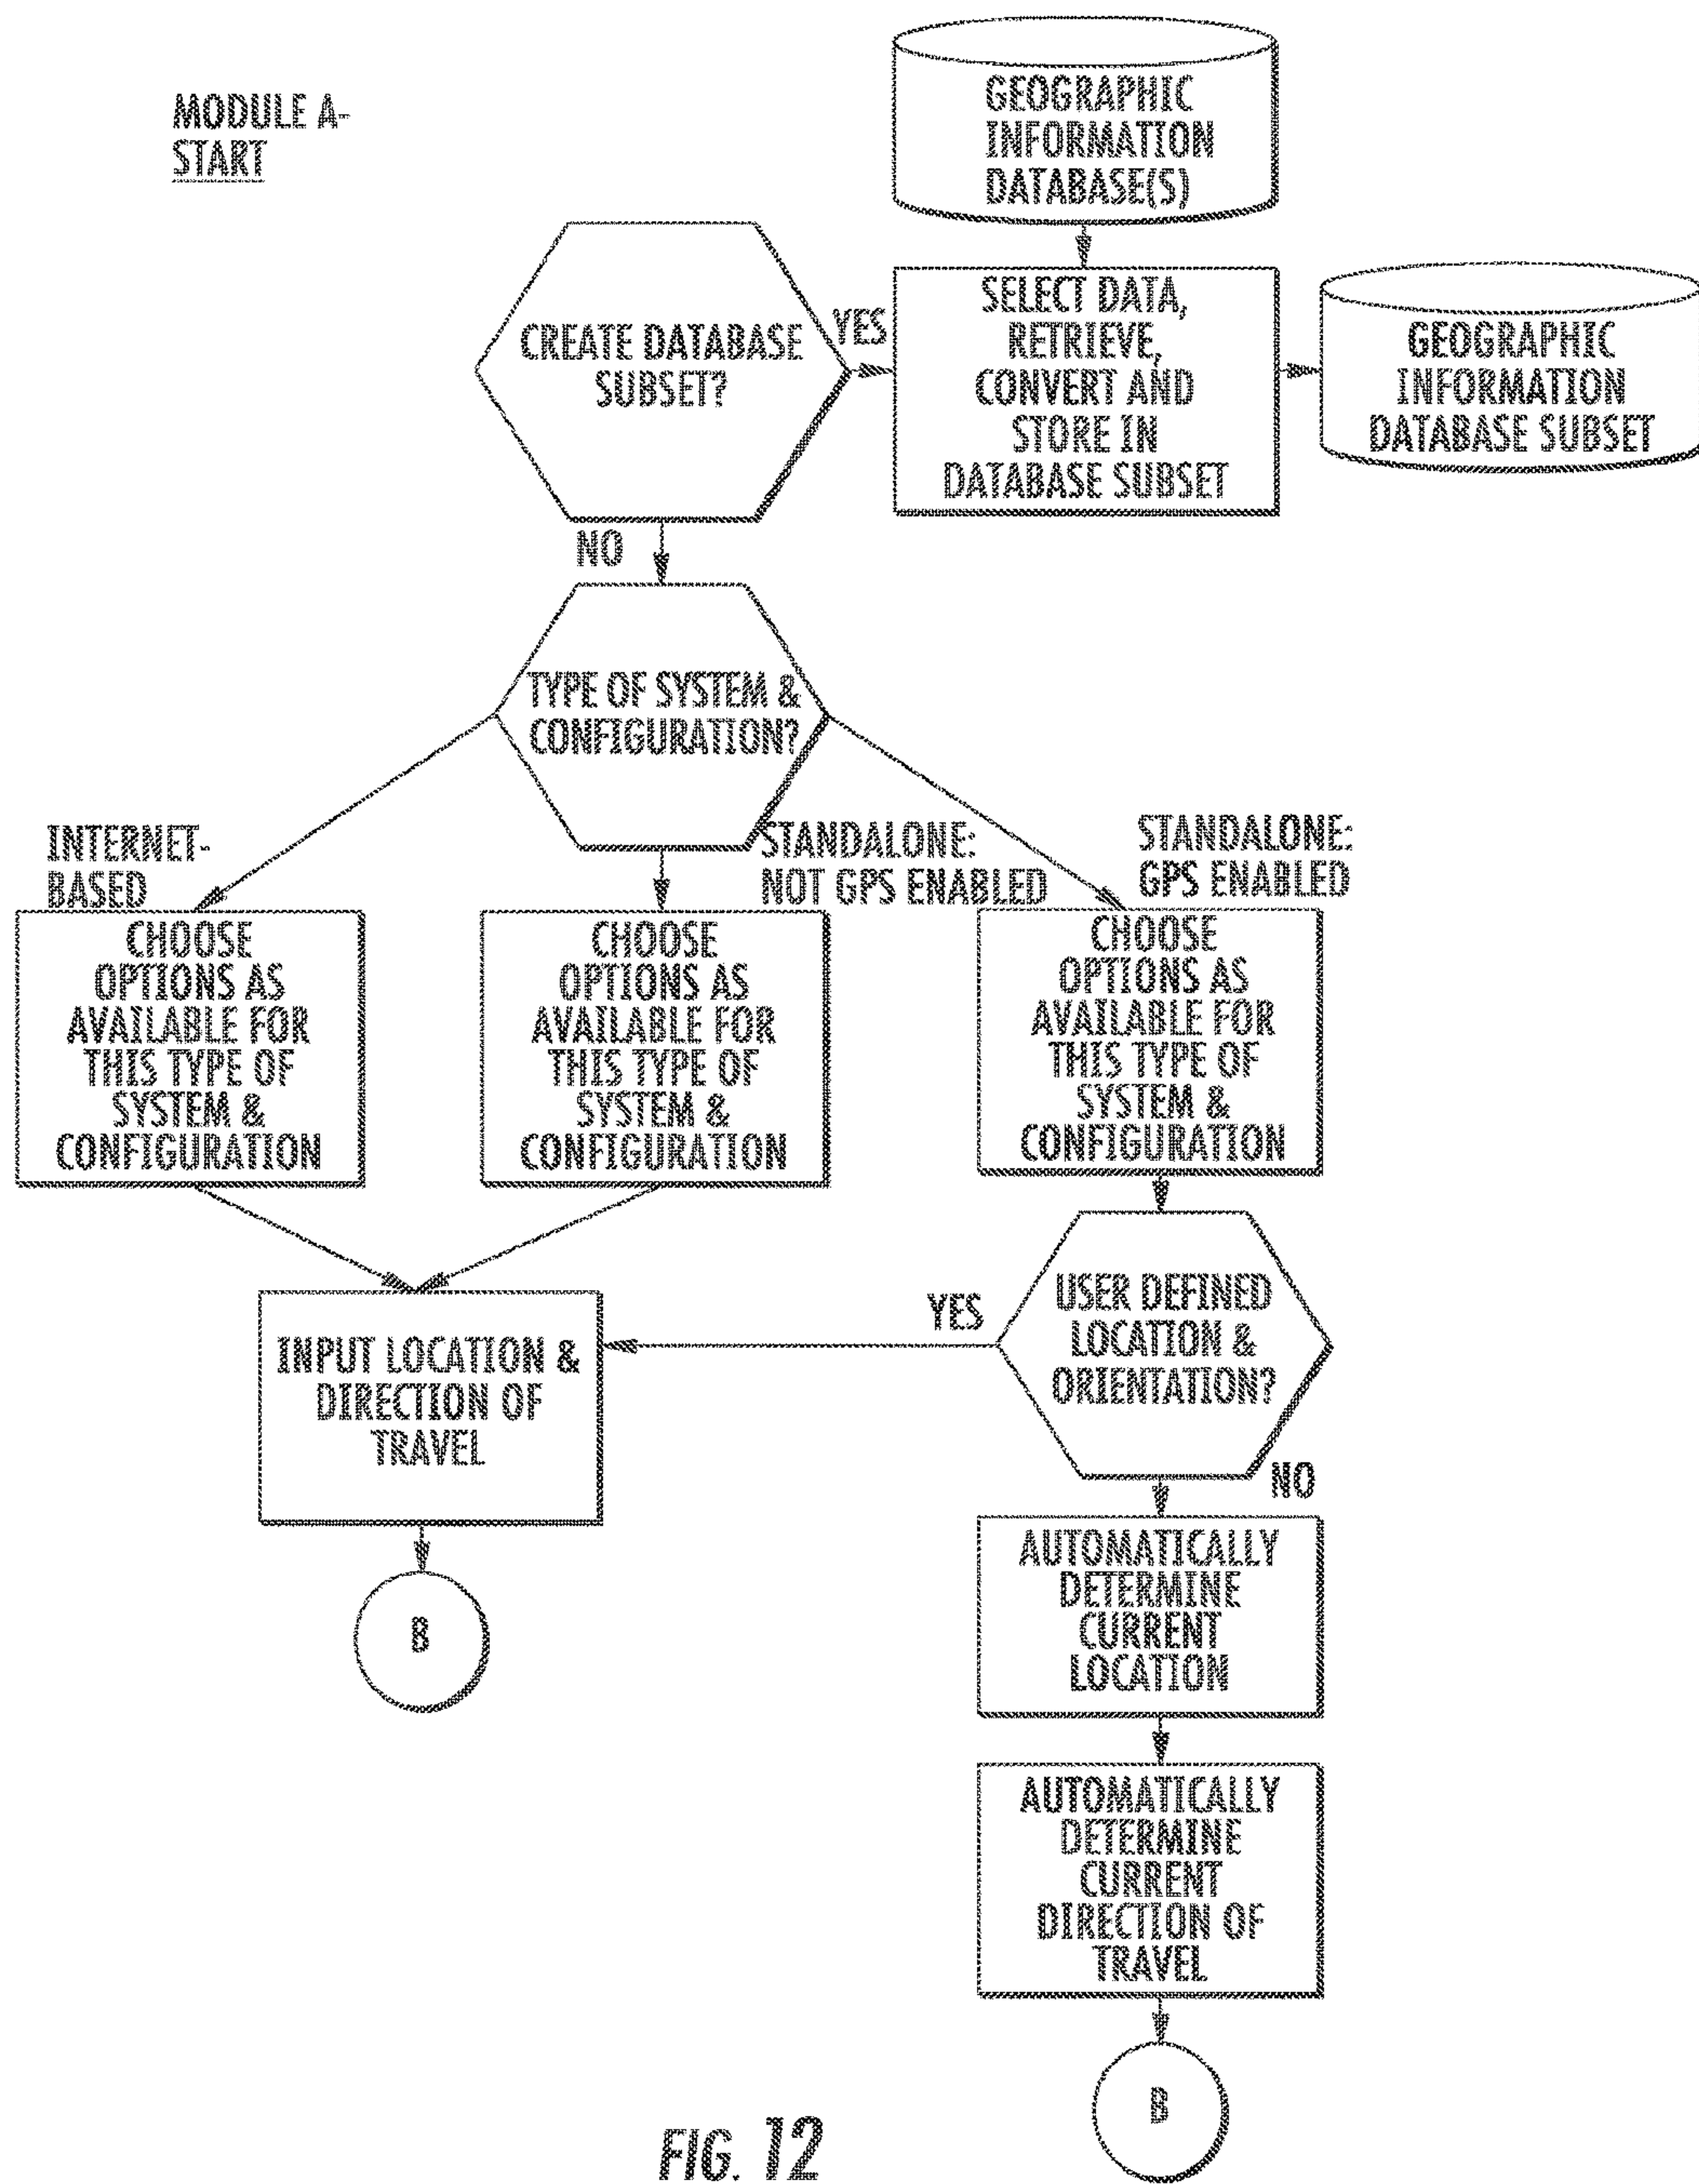 MODULE A-
START
GEOGRAPHIC
INFORMATION
DATABASE(S)
CREATE DATABASE
SUBSET?
YES
SELECT DATA,
RETRIEVE,
CONVERT AND
STORE IN
DATABASE SUBSET
GEOGRAPHIC
INFORMATION
DATABASE SUBSET
NO
TYPE OF SYSTEM &
CONFIGURATION?
INTERNET-
BASED
STANDALONE:
NOT GPS ENABLED
STANDALONE:
GPS ENABLED
CHOOSE
OPTIONS AS
AVAILABLE FOR
THIS TYPE OF
SYSTEM &
CONFIGURATION
CHOOSE
OPTIONS AS
AVAILABLE FOR
THIS TYPE OF
SYSTEM &
CONFIGURATION
CHOOSE
OPTIONS AS
AVAILABLE FOR
THIS TYPE OF
SYSTEM &
CONFIGURATION
INPUT LOCATION &
DIRECTION OF
TRAVEL
YES
USER DEFINED
LOCATION &
ORIENTATION?
NO
B
AUTOMATICALLY
DETERMINE
CURRENT
LOCATION
AUTOMATICALLY
DETERMINE
CURRENT
DIRECTION OF
TRAVEL
B
FIG. 12